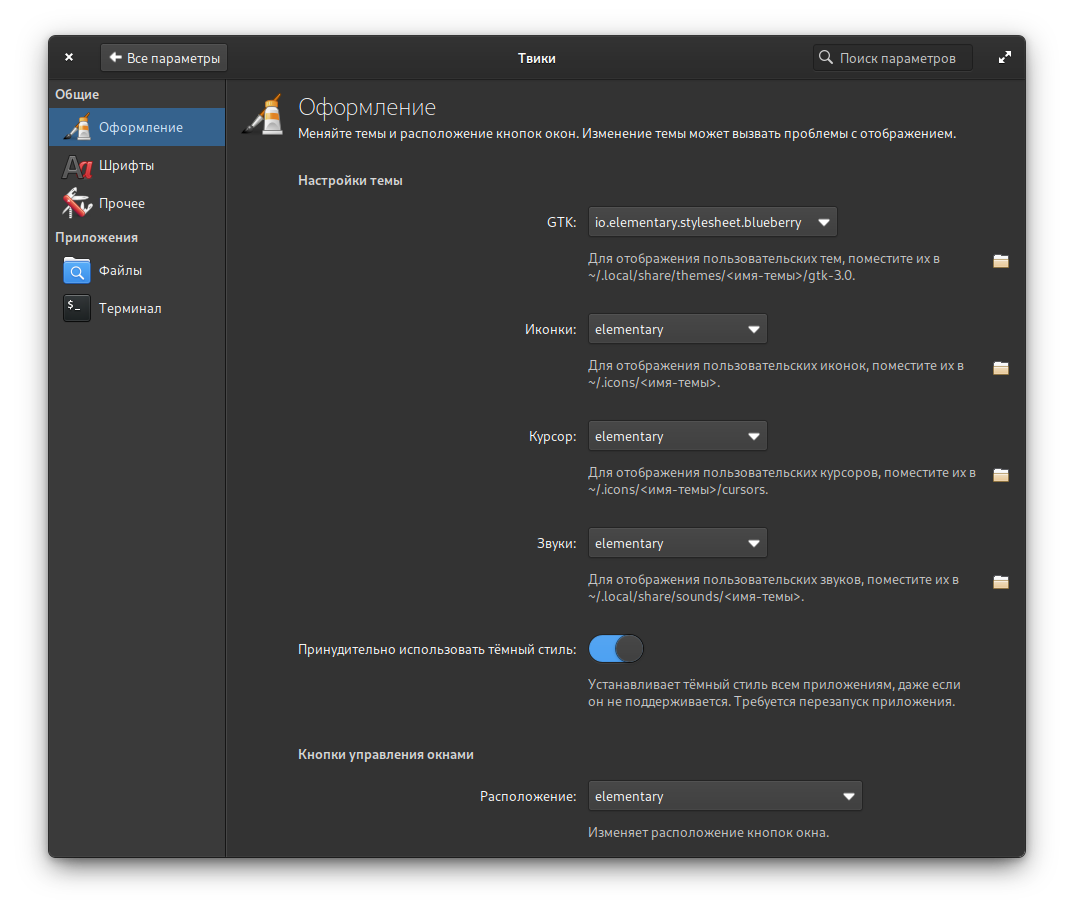 Все параметры
Твики
Поиск параметров
Общие
Оформление
Шрифты
Прочее
Приложения
Файлы
Терминал
Оформление
Меняйте темы и расположение кнопок окон. Изменение темы может вызвать проблемы с отображением.
Настройки темы
GTK: io.elementary.stylesheet.blueberry
Для отображения пользовательских тем, поместите их в
~/.local/share/themes/<имя-темы>/gtk-3.0.
Иконки: elementary
Для отображения пользовательских иконок, поместите их в
~/.icons/<имя-темы>.
Курсор: elementary
Для отображения пользовательских курсоров, поместите их в
~/.icons/<имя-темы>/cursors.
Звуки: elementary
Для отображения пользовательских звуков, поместите их в
~/.local/share/sounds/<имя-темы>.
Принудительно использовать тёмный стиль:
Устанавливает тёмный стиль всем приложениям, даже если
он не поддерживается. Требуется перезапуск приложения.
Кнопки управления окнами
Расположение: elementary
Изменяет расположение кнопок окна.